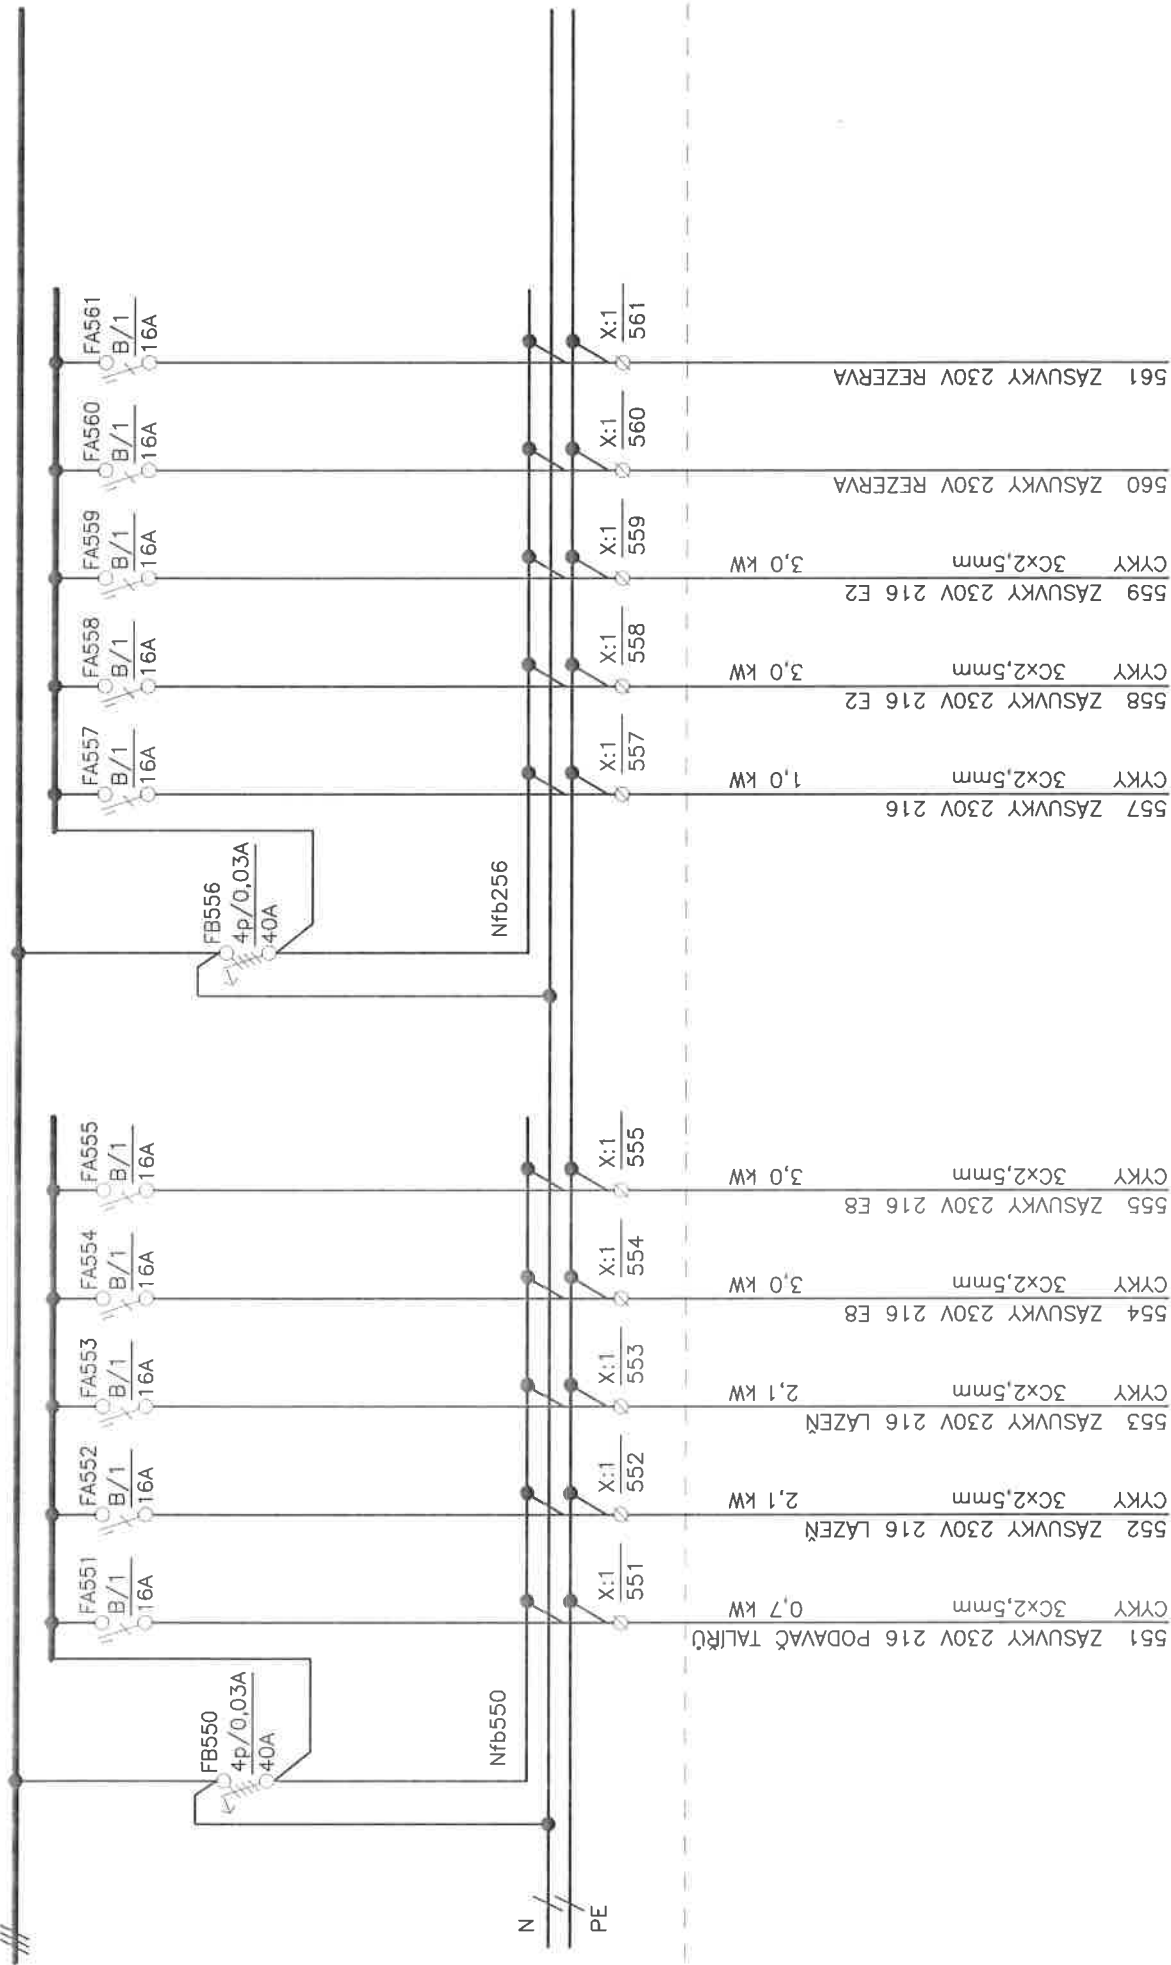 N
PE
FB550
4p/0,03A
40A
Nfb550
FA551
B/1
16A
X:1
551
551 ZÁSUVKY 230V 216 PODAVAČ TALÍŘŮ
CYKY 3Cx2,5mm 0,7 kW
FA552
B/1
16A
X:1
552
552 ZÁSUVKY 230V 216 LÁZEŇ
CYKY 3Cx2,5mm 2,1 kW
FA553
B/1
16A
X:1
553
553 ZÁSUVKY 230V 216 LÁZEŇ
CYKY 3Cx2,5mm 2,1 kW
FA554
B/1
16A
X:1
554
554 ZÁSUVKY 230V 216 E8
CYKY 3Cx2,5mm 3,0 kW
FA555
B/1
16A
X:1
555
555 ZÁSUVKY 230V 216 E8
CYKY 3Cx2,5mm 3,0 kW
FB556
4p/0,03A
40A
Nfb256
FA557
B/1
16A
X:1
557
557 ZÁSUVKY 230V 216
CYKY 3Cx2,5mm 1,0 kW
FA558
B/1
16A
X:1
558
558 ZÁSUVKY 230V 216 E2
CYKY 3Cx2,5mm 3,0 kW
FA559
B/1
16A
X:1
559
559 ZÁSUVKY 230V 216 E2
CYKY 3Cx2,5mm 3,0 kW
FA560
B/1
16A
X:1
560
560 ZÁSUVKY 230V REZERVA
FA561
B/1
16A
X:1
561
561 ZÁSUVKY 230V REZERVA